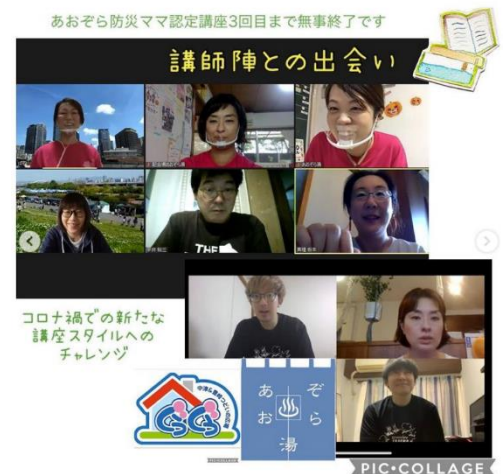 あおぞら防災ママ認定講座3回目まで無事終了です
講師陣との出会い
THE
コロナ禍での新たな
講座スタイルへの
チャレンジ
あおぞら湯
PIC•COLLAGE